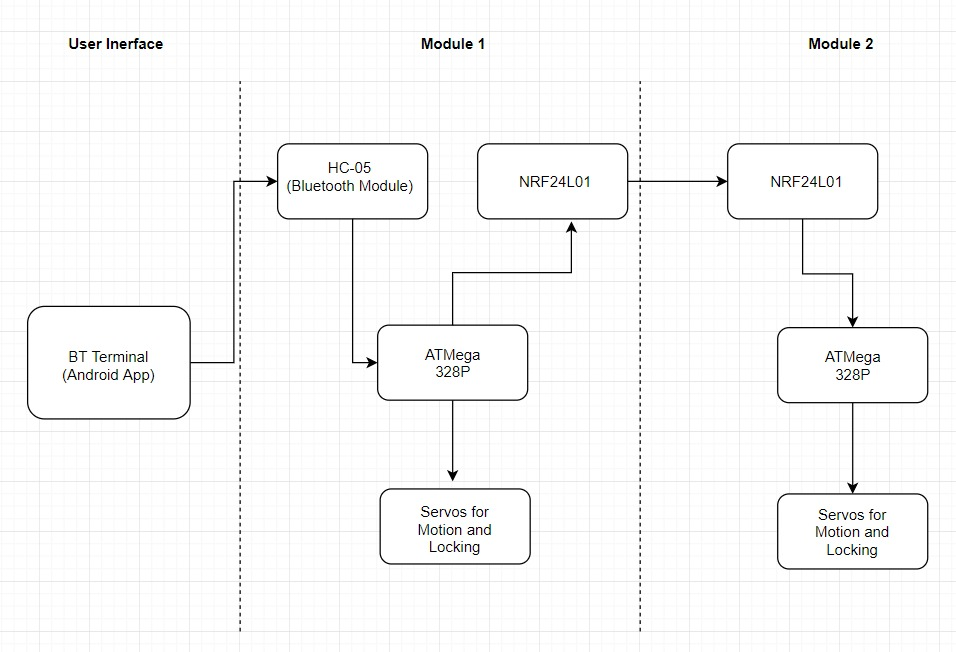 User Inerface
Module 1
Module 2
HC-05
(Bluetooth Module)
NRF24L01
NRF24L01
BT Terminal
(Android App)
ATMega
328P
ATMega
328P
Servos for
Motion and
Locking
Servos for
Motion and
Locking